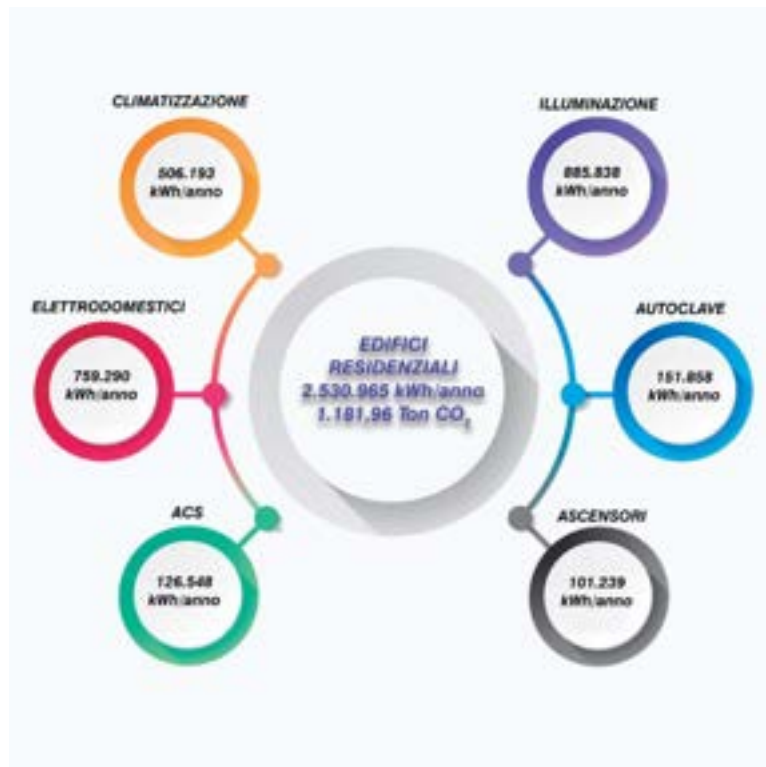 CLIMATIZZAZIONE
506.193
kWh/anno
ELETTRODOMESTICI
759.290
kWh/anno
ACS
126.548
kWh/anno
EDIFICI
RESIDENZIALI
2.530.965 kWh/anno
1.181,96 Ton CO₂
ILLUMINAZIONE
885.838
kWh/anno
AUTOCLAVE
151.858
kWh/anno
ASCENSORI
101.239
kWh/anno